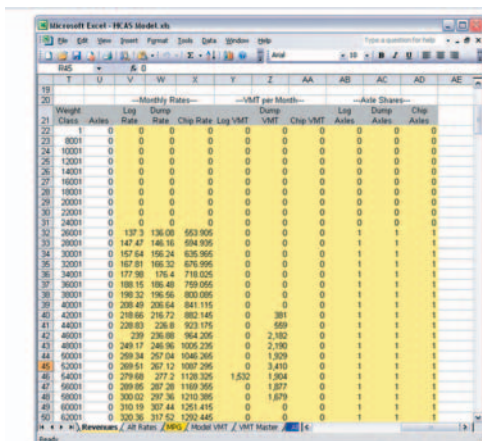 Microsoft Excel - HCAS Model.xls
File Edit View Insert Format Tools Data Window Help Type a question for help
Arial 10 B I U
R45 fx 0
T U V W X Y Z AA AB AC AD AE
19
20 ---Monthly Rates--- ---VMT per Month--- ---Axle Shares---
Weight Log Dump Dump Log Dump Chip
21 Class Axles Rate Rate Chip Rate Log VMT VMT Chip VMT Axles Axles Axles
22 1 0 0 0 0 0 0 0 0 0 0
23 8001 0 0 0 0 0 0 0 0 0 0
24 10001 0 0 0 0 0 0 0 0 0 0
25 12001 0 0 0 0 0 0 0 0 0 0
26 14001 0 0 0 0 0 0 0 0 0 0
27 16001 0 0 0 0 0 0 0 0 0 0
28 18001 0 0 0 0 0 0 0 0 0 0
29 20001 0 0 0 0 0 0 0 0 0 0
30 22001 0 0 0 0 0 0 0 0 0 0
31 24001 0 0 0 0 0 0 0 0 0 0
32 26001 0 137.3 136.08 553.905 0 0 0 1 1 1
33 28001 0 147.47 146.16 594.935 0 0 0 1 1 1
34 30001 0 157.64 156.24 635.965 0 0 0 1 1 1
35 32001 0 167.81 166.32 676.995 0 0 0 1 1 1
36 34001 0 177.98 176.4 718.025 0 0 0 1 1 1
37 36001 0 188.15 186.48 759.055 0 0 0 1 1 1
38 38001 0 198.32 196.56 800.085 0 0 0 1 1 1
39 40001 0 208.49 206.64 841.115 0 0 0 1 1 1
40 42001 0 218.66 216.72 882.145 0 381 0 1 1 1
41 44001 0 228.83 226.8 923.175 0 559 0 1 1 1
42 46001 0 239 236.88 964.205 0 2,182 0 1 1 1
43 48001 0 249.17 246.96 1005.235 0 2,190 0 1 1 1
44 50001 0 259.34 257.04 1046.265 0 1,929 0 1 1 1
45 52001 0 269.51 267.12 1087.295 0 3,410 0 1 1 1
46 54001 0 279.68 277.2 1128.325 1,532 1,904 0 1 1 1
47 56001 0 289.85 287.28 1169.355 0 1,877 0 1 1 1
48 58001 0 300.02 297.36 1210.385 0 1,679 0 1 1 1
49 60001 0 310.19 307.44 1251.415 0 0 0 1 1 1
50 62001 0 320.36 317.52 1292.445 0 0 0 1 1 1
Revenues / Alt Rates / MPG / Model VMT / VMT Master
Ready